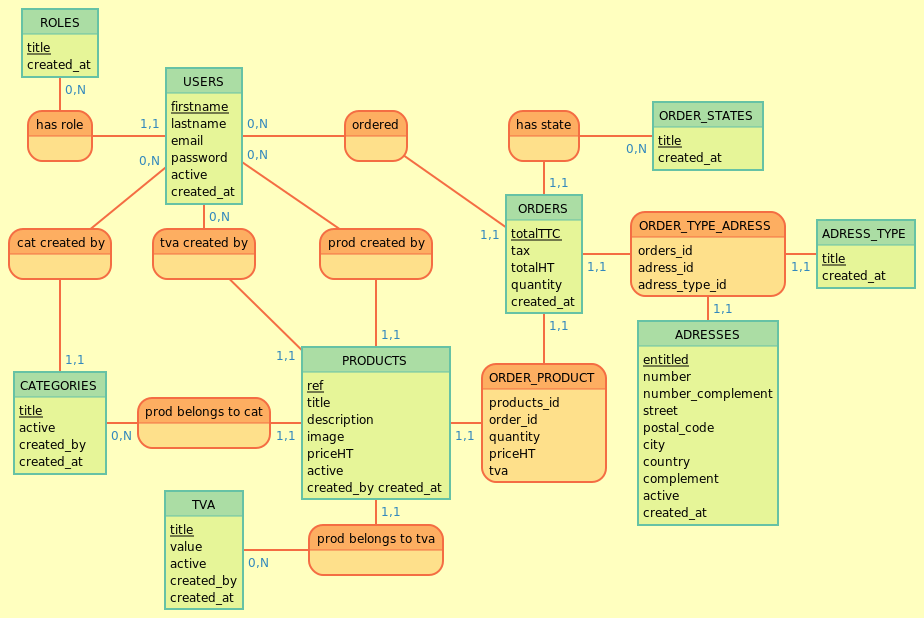 ROLES
title
created_at
0,N
has role
1,1
USERS
firstname
lastname
email
password
active
created_at
0,N
0,N
0,N
0,N
ordered
has state
1,1
0,N
ORDER_STATES
title
created_at
cat created by
tva created by
prod created by
1,1
ORDERS
totalTTC
tax
totalHT
quantity
created_at
1,1
ORDER_TYPE_ADRESS
orders_id
adress_id
adress_type_id
1,1
ADRESS_TYPE
title
created_at
1,1
ADRESSES
entitled
number
number_complement
street
postal_code
city
country
complement
active
created_at
1,1
1,1
1,1
1,1
CATEGORIES
title
active
created_by
created_at
0,N
prod belongs to cat
1,1
PRODUCTS
ref
title
description
image
priceHT
active
created_by created_at
1,1
ORDER_PRODUCT
products_id
order_id
quantity
priceHT
tva
TVA
title
value
active
created_by
created_at
0,N
1,1
prod belongs to tva